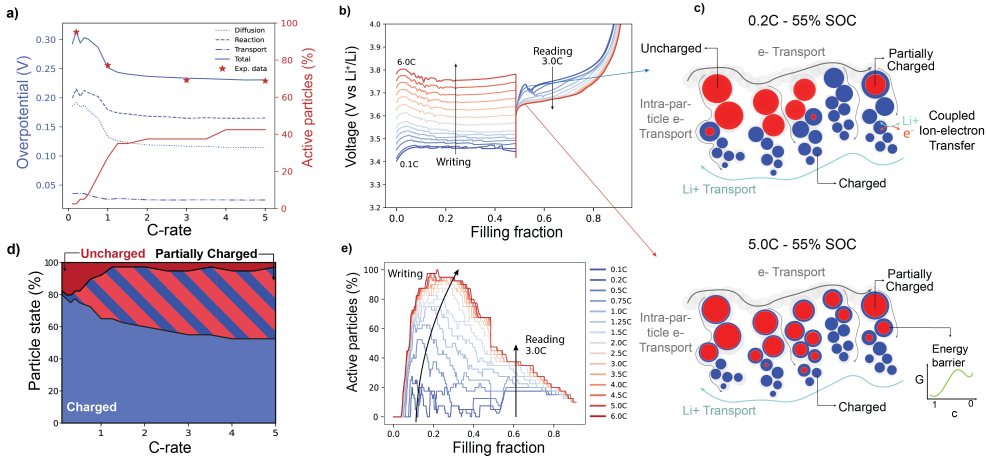 a)
100
0.30
80
0.25
60
0.20
0.15
40
0.10
20
0.05
0
0
1
2
3
4
5
Overpotential (V)
Active particles (%)
C-rate
Diffusion
Reaction
Transport
Total
Exp. data
b)
4.0
3.8
3.7
3.6
3.5
3.4
3.3
3.2
0.0
0.2
0.4
0.6
0.8
Voltage (V vs Li⁺/Li)
Filling fraction
6.0C
0.1C
Writing
Reading
3.0C
c)
0.2C - 55% SOC
Uncharged
e- Transport
Partially
Charged
Intra-par-
ticle e-
Transport
Li+
e-
Coupled
Ion-electron
Transfer
Li+ Transport
Charged
5.0C - 55% SOC
e- Transport
Partially
Charged
Intra-par-
ticle e-
Transport
Energy
barrier
G
1
0
c
Li+ Transport
Charged
d)
Uncharged
Partially Charged
100
80
60
40
20
0
1
2
3
4
5
Particle state (%)
C-rate
Charged
e)
100
80
60
40
20
0
0.0
0.2
0.4
0.6
0.8
1.0
Active particles (%)
Filling fraction
Writing
Reading
3.0C
0.1C
0.2C
0.5C
0.75C
1.0C
1.25C
1.5C
2.0C
2.5C
3.0C
3.5C
4.0C
4.5C
5.0C
6.0C